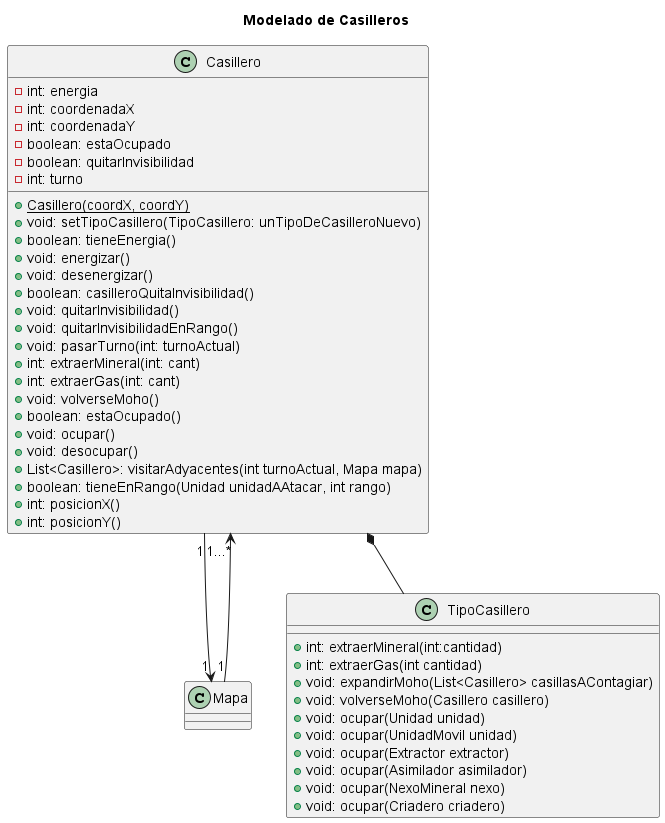 Modelado de Casilleros
C Casillero
int: energia
int: coordenadaX
int: coordenadaY
boolean: estaOcupado
boolean: quitarInvisibilidad
int: turno
Casillero(coordX, coordY)
void: setTipoCasillero(TipoCasillero: unTipoDeCasilleroNuevo)
boolean: tieneEnergia()
void: energizar()
void: desenergizar()
boolean: casilleroQuitaInvisibilidad()
void: quitarInvisibilidad()
void: quitarInvisibilidadEnRango()
void: pasarTurno(int: turnoActual)
int: extraerMineral(int: cant)
int: extraerGas(int: cant)
void: volverseMoho()
boolean: estaOcupado()
void: ocupar()
void: desocupar()
List<Casillero>: visitarAdyacentes(int turnoActual, Mapa mapa)
boolean: tieneEnRango(Unidad unidadAAtacar, int rango)
int: posicionX()
int: posicionY()
1 1...*
1 1
C Mapa
C TipoCasillero
int: extraerMineral(int:cantidad)
int: extraerGas(int cantidad)
void: expandirMoho(List<Casillero> casillasAContagiar)
void: volverseMoho(Casillero casillero)
void: ocupar(Unidad unidad)
void: ocupar(UnidadMovil unidad)
void: ocupar(Extractor extractor)
void: ocupar(Asimilador asimilador)
void: ocupar(NexoMineral nexo)
void: ocupar(Criadero criadero)